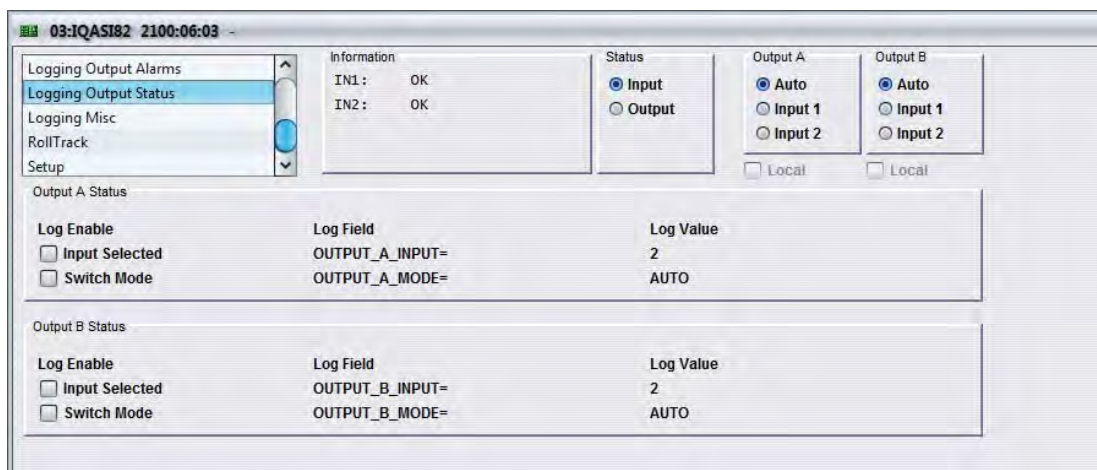 03:IQASI82 2100:06:03 -
Logging Output Alarms
Logging Output Status
Logging Misc
RollTrack
Setup
Information
IN1: OK
IN2: OK
Status
Input
Output
Output A
Auto
Input 1
Input 2
Local
Output B
Auto
Input 1
Input 2
Local
Output A Status
Log Enable Log Field Log Value
Input Selected OUTPUT_A_INPUT= 2
Switch Mode OUTPUT_A_MODE= AUTO
Output B Status
Log Enable Log Field Log Value
Input Selected OUTPUT_B_INPUT= 2
Switch Mode OUTPUT_B_MODE= AUTO